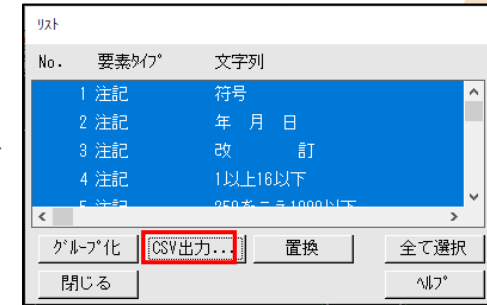 リスト
No. 要素ﾀｲﾌﾟ 文字列
1 注記 符号
2 注記 年 月 日
3 注記 改 訂
4 注記 1以上16以下
ｸﾞﾙｰﾌﾟ化 CSV出力... 置換 全て選択
閉じる ﾍﾙﾌﾟ